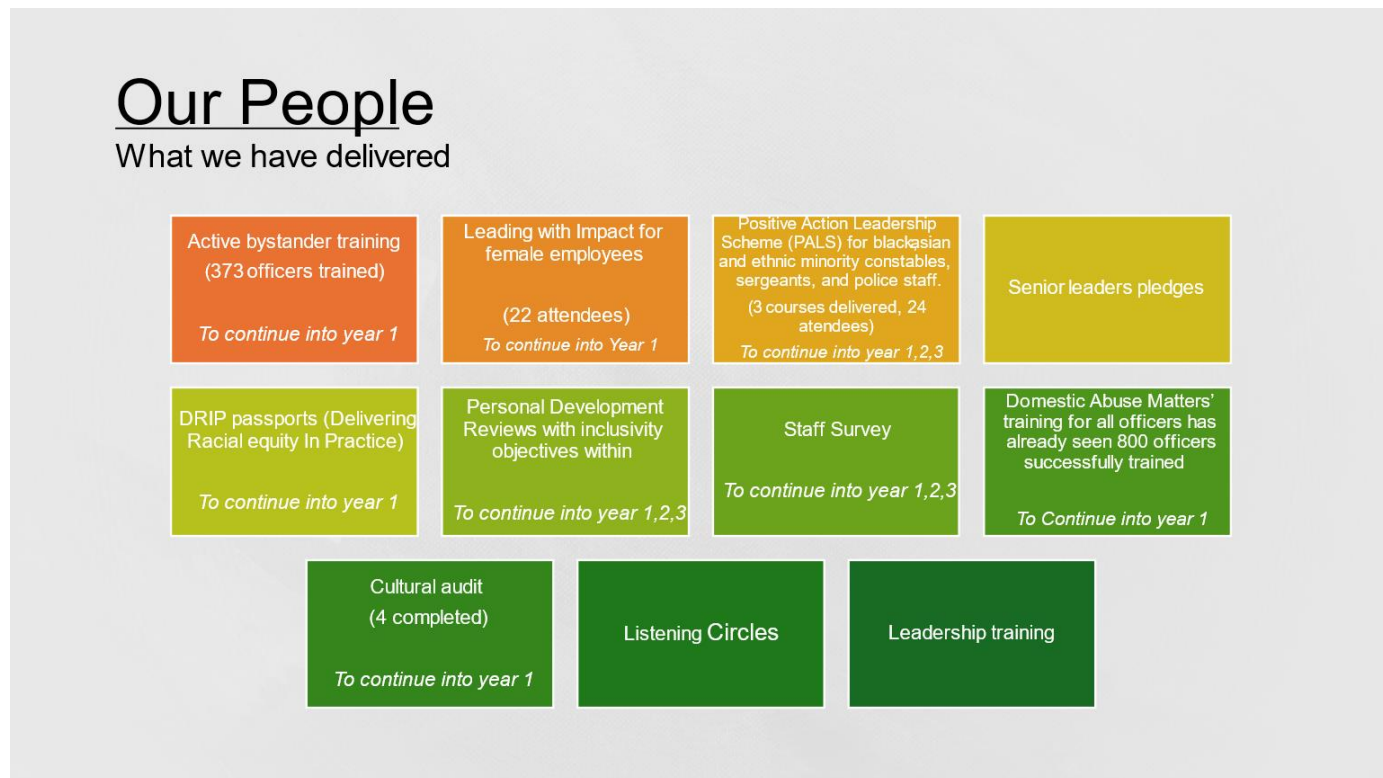 Our People
What we have delivered
Active bystander training
(373 officers trained)
To continue into year 1
Leading with Impact for
female employees
(22 attendees)
To continue into Year 1
Positive Action Leadership
Scheme (PALS) for black,asian
and ethnic minority constables,
sergeants, and police staff.
(3 courses delivered, 24
atendees)
To continue into year 1,2,3
Senior leaders pledges
DRIP passports (Delivering
Racial equity In Practice)
To continue into year 1
Personal Development
Reviews with inclusivity
objectives within
To continue into year 1,2,3
Staff Survey
To continue into year 1,2,3
Domestic Abuse Matters’
training for all officers has
already seen 800 officers
successfully trained
To Continue into year 1
Cultural audit
(4 completed)
To continue into year 1
Listening Circles
Leadership training